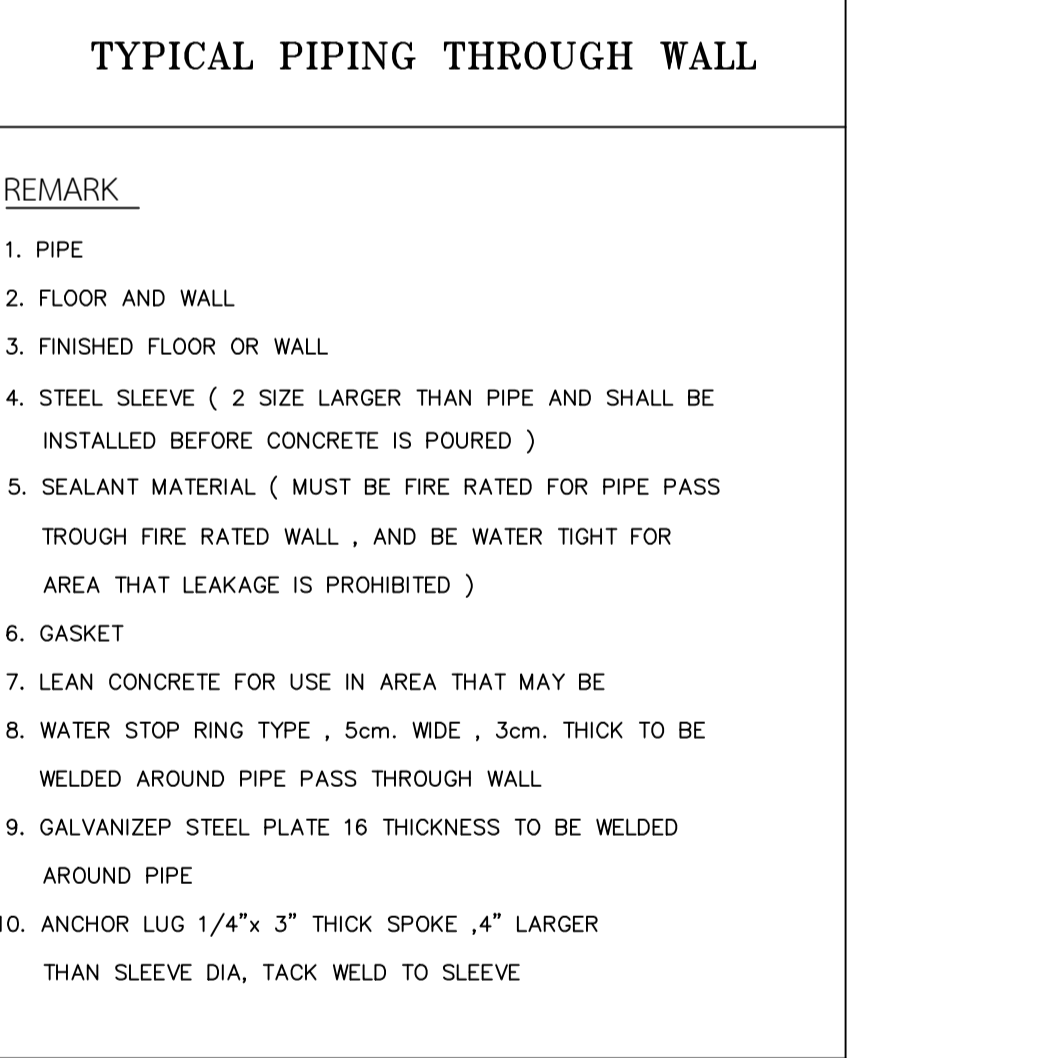 TYPICAL PIPING THROUGH WALL
REMARK
1. PIPE
2. FLOOR AND WALL
3. FINISHED FLOOR OR WALL
4. STEEL SLEEVE ( 2 SIZE LARGER THAN PIPE AND SHALL BE
INSTALLED BEFORE CONCRETE IS POURED )
5. SEALANT MATERIAL ( MUST BE FIRE RATED FOR PIPE PASS
TROUGH FIRE RATED WALL , AND BE WATER TIGHT FOR
AREA THAT LEAKAGE IS PROHIBITED )
6. GASKET
7. LEAN CONCRETE FOR USE IN AREA THAT MAY BE
8. WATER STOP RING TYPE , 5cm. WIDE , 3cm. THICK TO BE
WELDED AROUND PIPE PASS THROUGH WALL
9. GALVANIZEP STEEL PLATE 16 THICKNESS TO BE WELDED
AROUND PIPE
10. ANCHOR LUG 1/4"x 3" THICK SPOKE ,4" LARGER
THAN SLEEVE DIA, TACK WELD TO SLEEVE